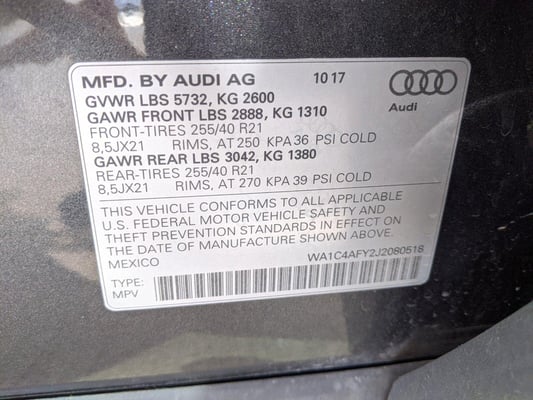 MFD. BY AUDI AG 10 17
GVWR LBS 5732, KG 2600
GAWR FRONT LBS 2888, KG 1310
Audi
FRONT-TIRES 255/40 R21
8,5JX21 RIMS, AT 250 KPA 36 PSI COLD
GAWR REAR LBS 3042, KG 1380
REAR-TIRES 255/40 R21
8,5JX21 RIMS, AT 270 KPA 39 PSI COLD
THIS VEHICLE CONFORMS TO ALL APPLICABLE
U.S. FEDERAL MOTOR VEHICLE SAFETY AND
THEFT PREVENTION STANDARDS IN EFFECT ON
THE DATE OF MANUFACTURE SHOWN ABOVE.
MEXICO WA1C4AFY2J2080516
TYPE:
MPV